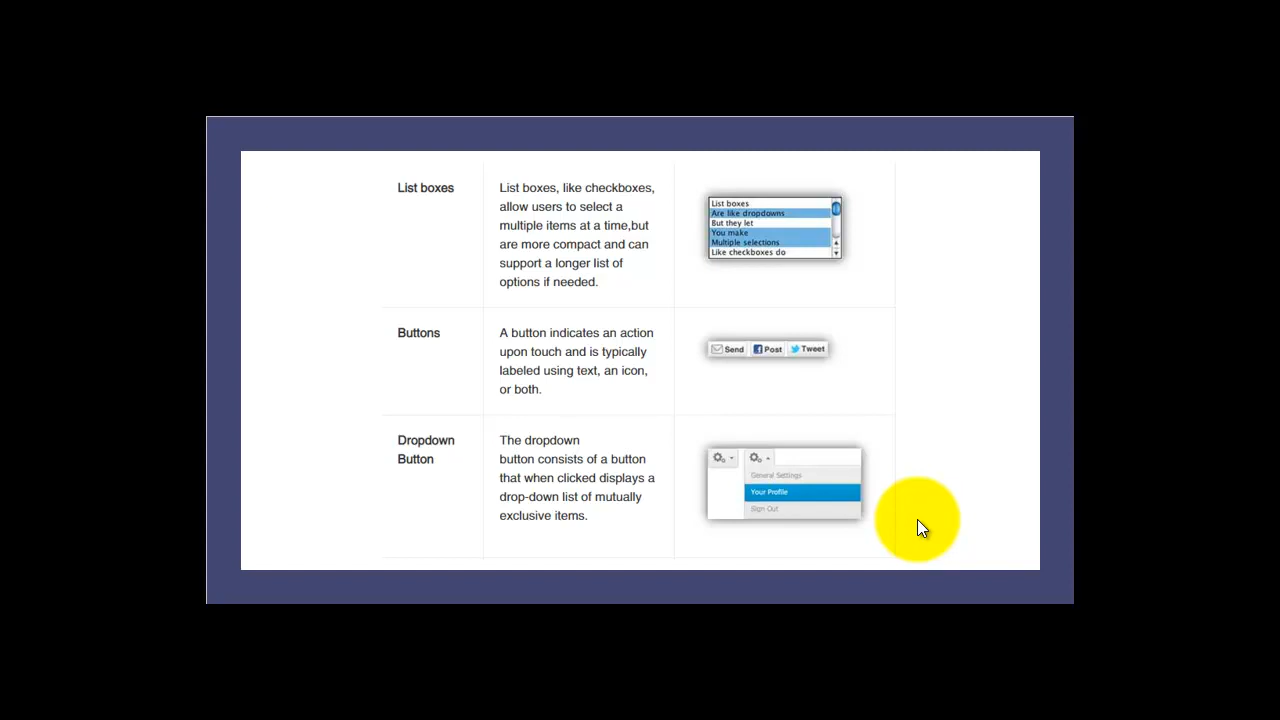 List boxes
List boxes, like checkboxes,
allow users to select a
multiple items at a time,but
are more compact and can
support a longer list of
options if needed.
List boxes
Are like dropdowns
But they let
You make
Multiple selections
Like checkboxes do
Buttons
A button indicates an action
upon touch and is typically
labeled using text, an icon,
or both.
Send Post Tweet
Dropdown
Button
The dropdown
button consists of a button
that when clicked displays a
drop-down list of mutually
exclusive items.
General Settings
Your Profile
Sign Out